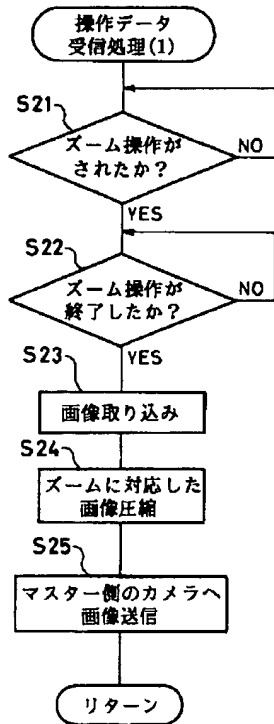 操作データ
受信処理(1)
S21
ズーム操作が
されたか？
NO
YES
S22
ズーム操作が
終了したか？
NO
YES
S23
画像取り込み
S24
ズームに対応した
画像圧縮
S25
マスター側のカメラへ
画像送信
リターン